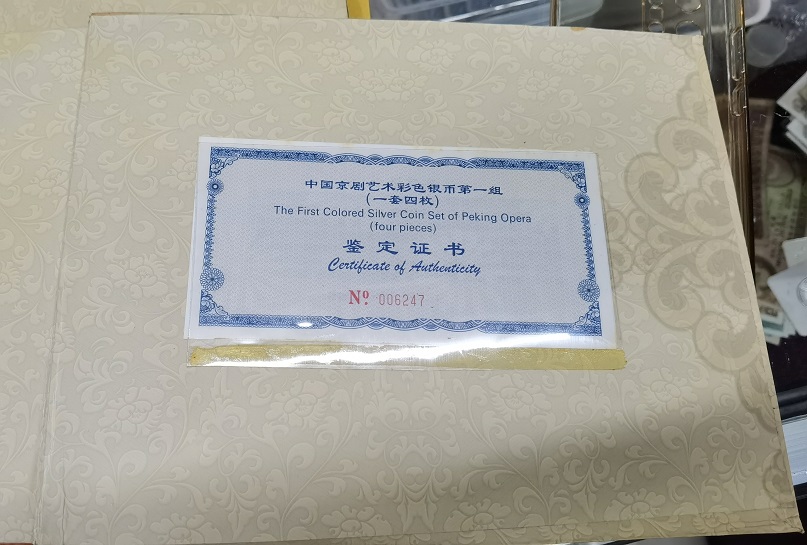 中国京剧艺术彩色银币第一组
(一套四枚)
The First Colored Silver Coin Set of Peking Opera
(four pieces)
鉴定证书
Certificate of Authenticity
Nº 006247